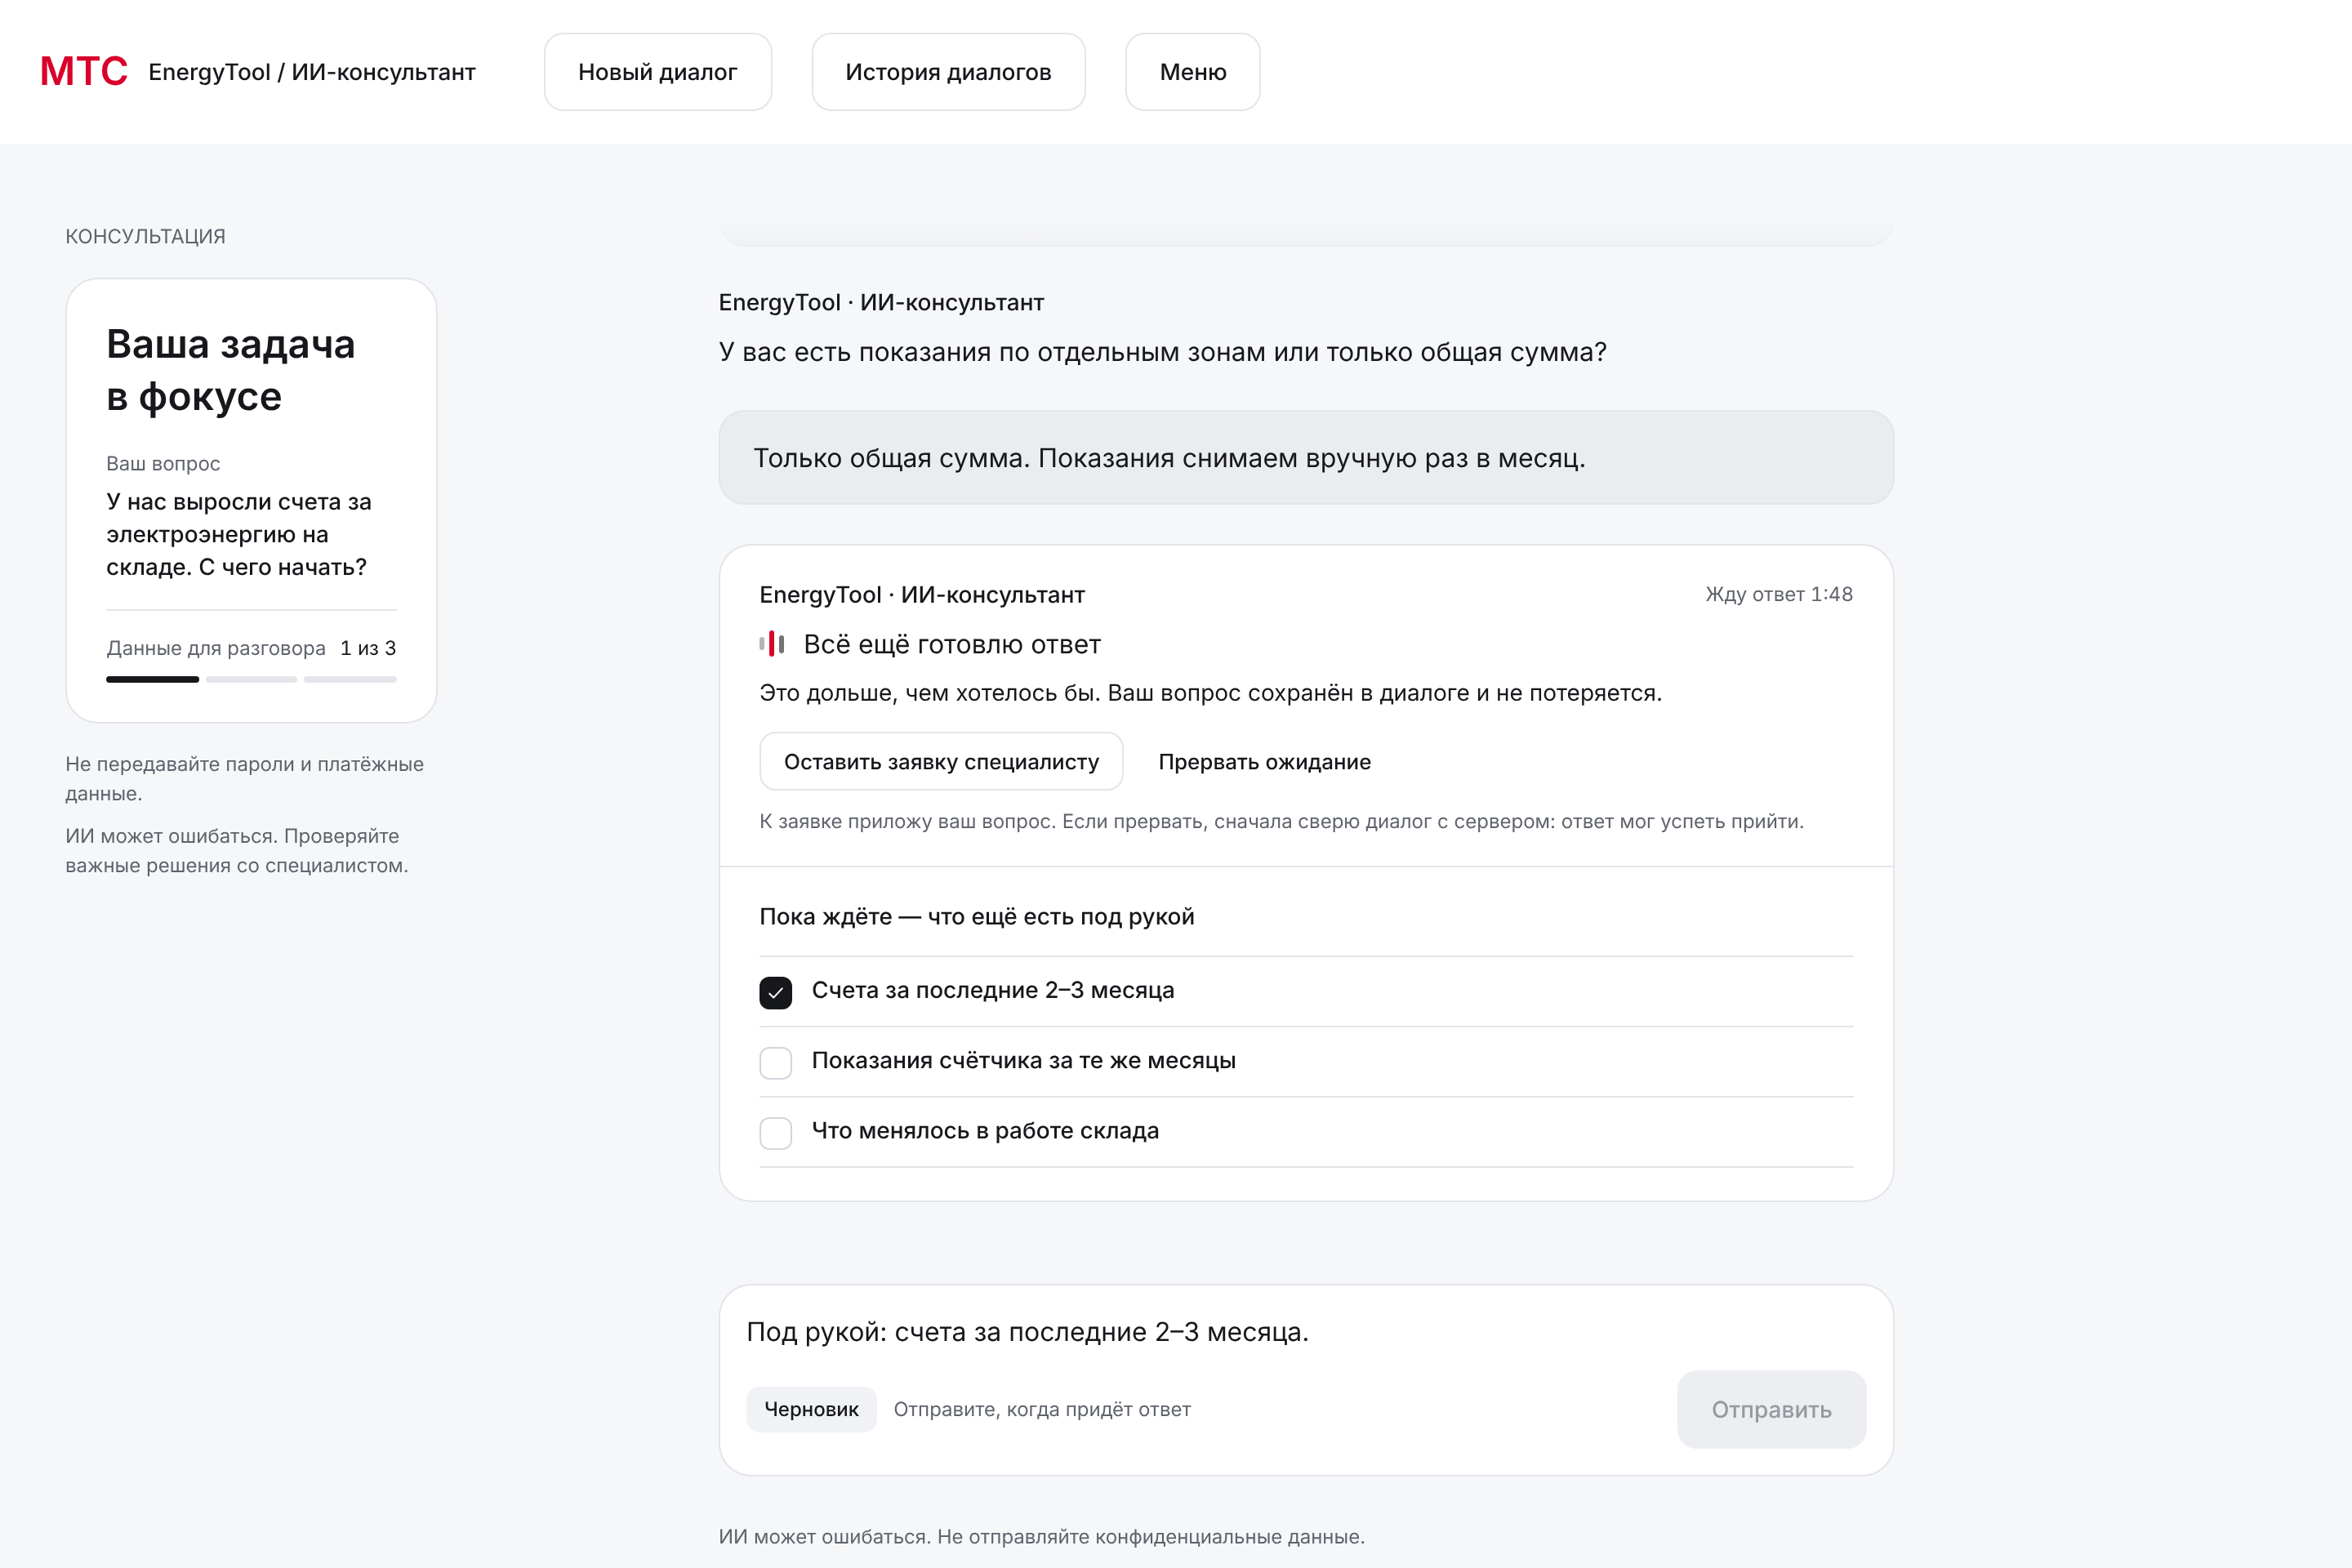 МТС EnergyTool / ИИ-консультант
Новый диалог
История диалогов
Меню
КОНСУЛЬТАЦИЯ
Ваша задача
в фокусе
Ваш вопрос
У нас выросли счета за
электроэнергию на
складе. С чего начать?
Данные для разговора 1 из 3
Не передавайте пароли и платёжные
данные.
ИИ может ошибаться. Проверяйте
важные решения со специалистом.
EnergyTool · ИИ-консультант
У вас есть показания по отдельным зонам или только общая сумма?
Только общая сумма. Показания снимаем вручную раз в месяц.
EnergyTool · ИИ-консультант
Жду ответ 1:48
Всё ещё готовлю ответ
Это дольше, чем хотелось бы. Ваш вопрос сохранён в диалоге и не потеряется.
Оставить заявку специалисту
Прервать ожидание
К заявке приложу ваш вопрос. Если прервать, сначала сверю диалог с сервером: ответ мог успеть прийти.
Пока ждёте — что ещё есть под рукой
Счета за последние 2–3 месяца
Показания счётчика за те же месяцы
Что менялось в работе склада
Под рукой: счета за последние 2–3 месяца.
Черновик
Отправьте, когда придёт ответ
Отправить
ИИ может ошибаться. Не отправляйте конфиденциальные данные.